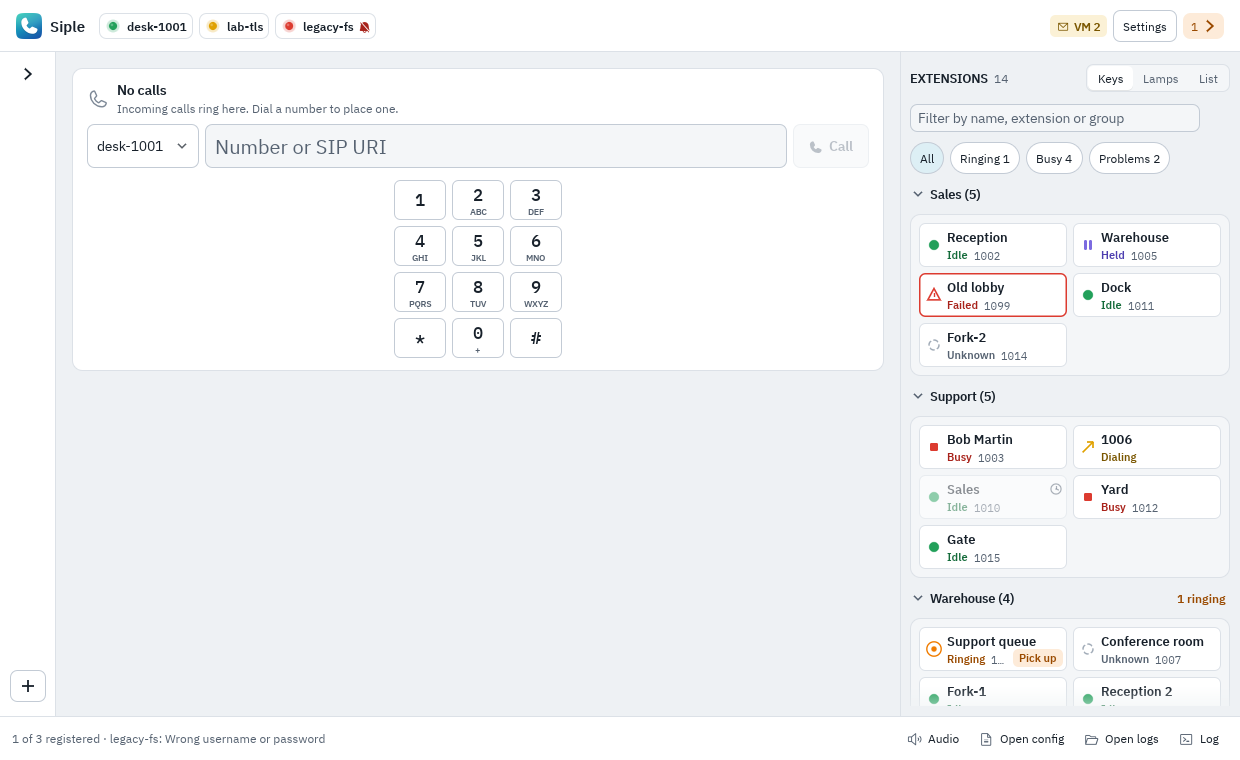 Siple desk-1001 lab-tls legacy-fs VM 2 Settings 1
No calls
Incoming calls ring here. Dial a number to place one.
desk-1001 Number or SIP URI Call
1 2 ABC 3 DEF
4 GHI 5 JKL 6 MNO
7 PQRS 8 TUV 9 WXYZ
* 0 + #
EXTENSIONS 14 Keys Lamps List
Filter by name, extension or group
All Ringing 1 Busy 4 Problems 2
Sales (5)
Reception Warehouse
Idle 1002 Held 1005
Old lobby Dock
Failed 1099 Idle 1011
Fork-2
Unknown 1014
Support (5)
Bob Martin 1006
Busy 1003 Dialing
Sales Yard
Idle 1010 Busy 1012
Gate
Idle 1015
Warehouse (4) 1 ringing
Support queue Conference room
Ringing 1… Pick up Unknown 1007
Fork-1 Reception 2
1 of 3 registered · legacy-fs: Wrong username or password Audio Open config Open logs Log